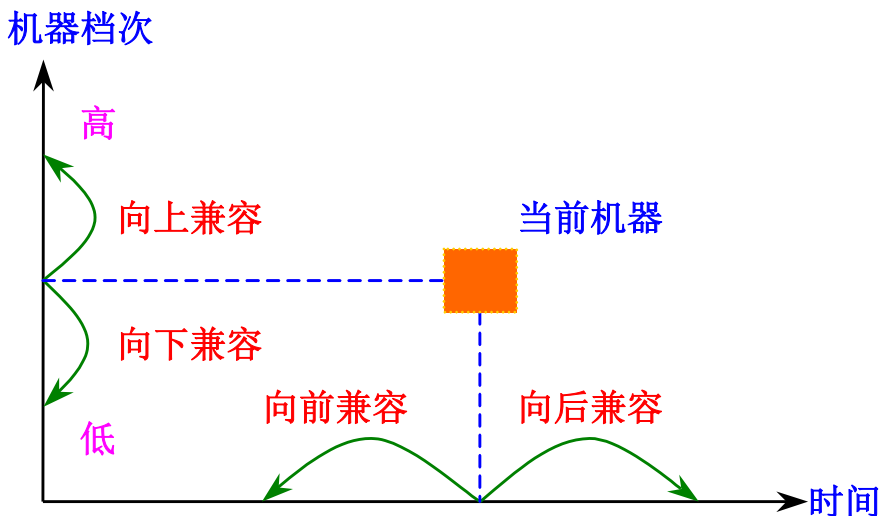 机器档次
高
向上兼容
当前机器
向下兼容
向前兼容
向后兼容
低
时间